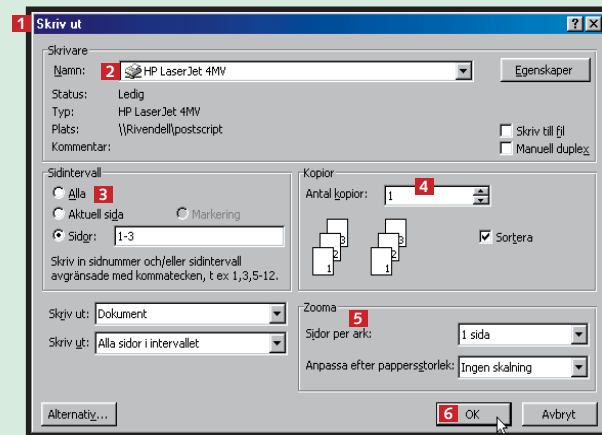 1 Skriv ut
Skrivare
Namn: 2 HP LaserJet 4MV Egenskaper
Status: Ledig
Typ: HP LaserJet 4MV
Plats: \\Rivendell\postscript Skriv till fil
Kommentar: Manuell duplex
Sidintervall
Alla 3
Aktuell sida Markering
Sidor: 1-3
Skriv in sidnummer och/eller sidintervall
avgränsade med kommatecken, t ex 1,3,5-12.
Kopior
4
Antal kopior: 1
3 3
2 2
1 1
Sortera
Skriv ut: Dokument
Skriv ut: Alla sidor i intervallet
Zooma
5
Sidor per ark: 1 sida
Anpassa efter pappersstorlek: Ingen skalning
Alternativ... 6 OK Avbryt